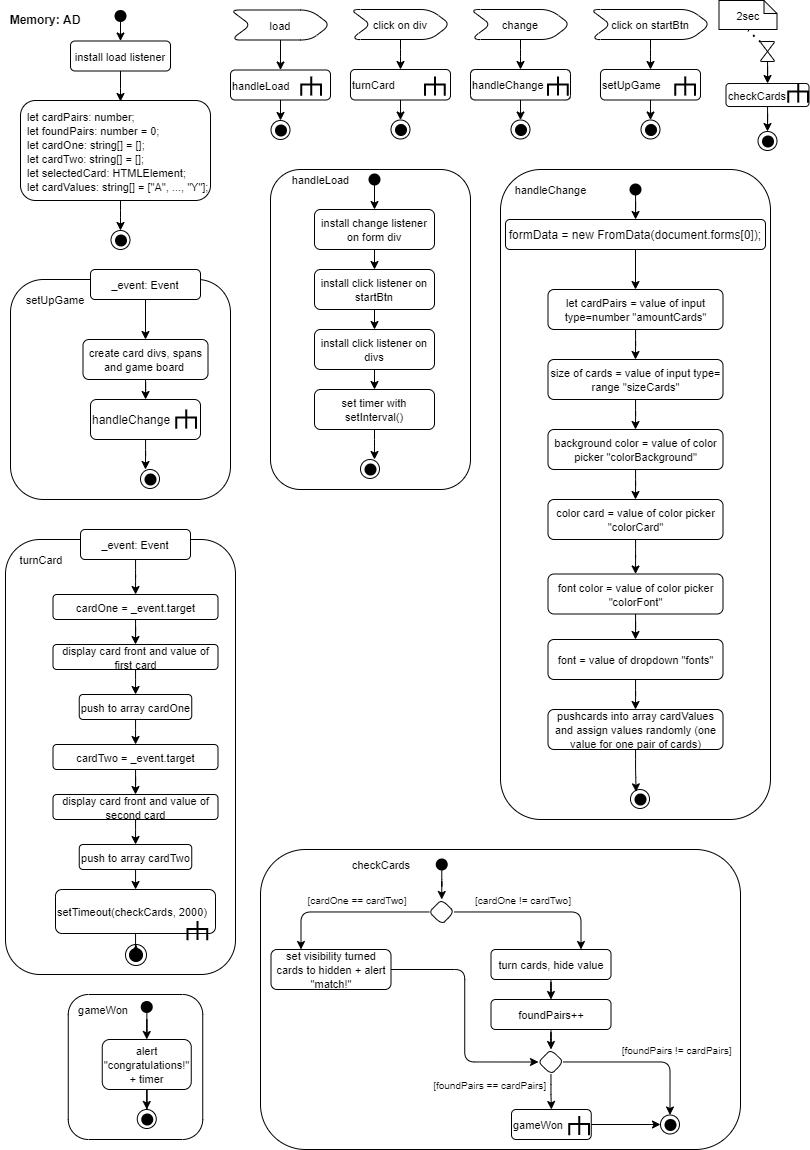 Memory: AD
install load listener
let cardPairs: number;
let foundPairs: number = 0;
let cardOne: string[] = [];
let cardTwo: string[] = [];
let selectedCard: HTMLElement;
let cardValues: string[] = ["A", ..., "Y"];
load
handleLoad
click on div
turnCard
change
handleChange
click on startBtn
setUpGame
2sec
checkCards
setUpGame
_event: Event
create card divs, spans
and game board
handleChange
handleLoad
install change listener
on form div
install click listener on
startBtn
install click listener on
divs
set timer with
setInterval()
handleChange
formData = new FromData(document.forms[0]);
let cardPairs = value of input
type=number "amountCards"
size of cards = value of input type=
range "sizeCards"
background color = value of color
picker "colorBackground"
color card = value of color picker
"colorCard"
font color = value of color picker
"colorFont"
font = value of dropdown "fonts"
pushcards into array cardValues
and assign values randomly (one
value for one pair of cards)
turnCard
_event: Event
cardOne = _event.target
display card front and value of
first card
push to array cardOne
cardTwo = _event.target
display card front and value of
second card
push to array cardTwo
setTimeout(checkCards, 2000)
checkCards
[cardOne == cardTwo]
[cardOne != cardTwo]
set visibility turned
cards to hidden + alert
"match!"
turn cards, hide value
foundPairs++
[foundPairs != cardPairs]
[foundPairs == cardPairs]
gameWon
gameWon
alert
"congratulations!"
+ timer